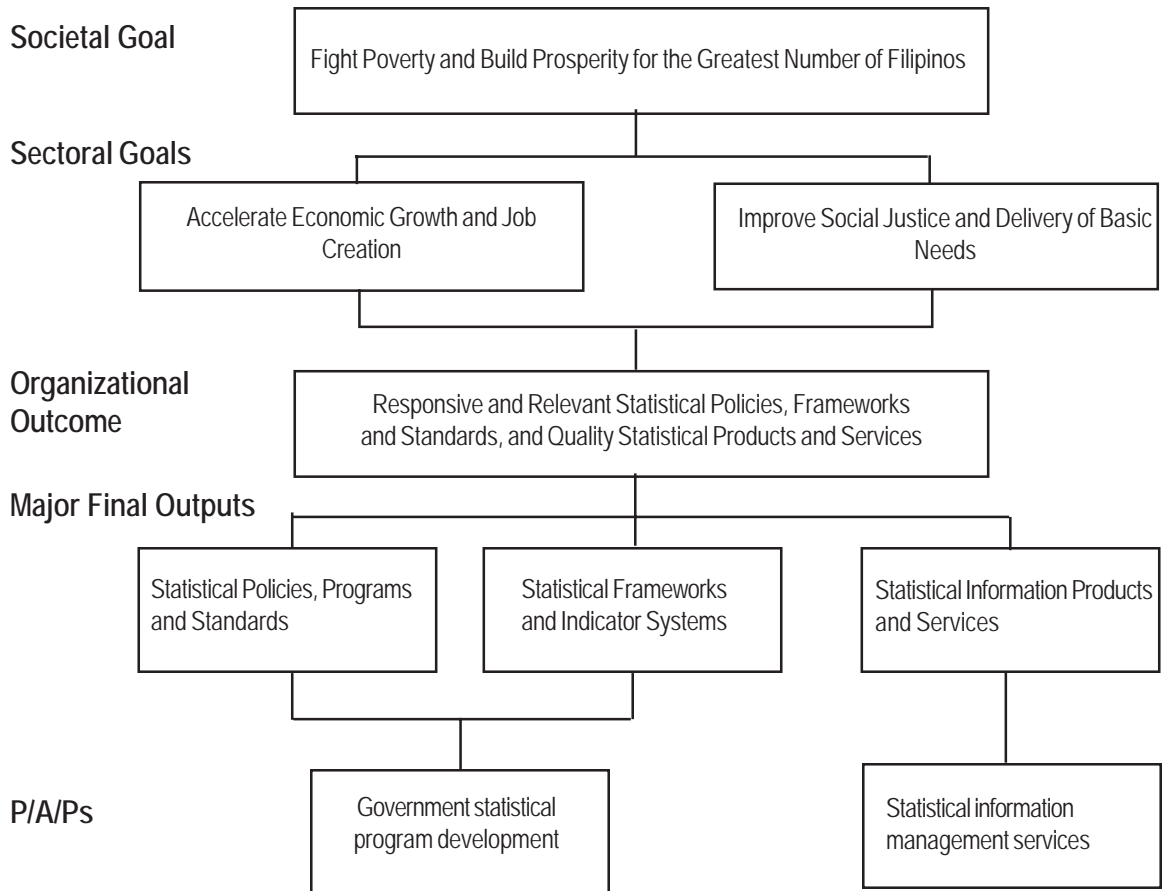 Societal Goal
Fight Poverty and Build Prosperity for the Greatest Number of Filipinos
Sectoral Goals
Accelerate Economic Growth and Job
Creation
Improve Social Justice and Delivery of Basic
Needs
Organizational
Outcome
Responsive and Relevant Statistical Policies, Frameworks
and Standards, and Quality Statistical Products and Services
Major Final Outputs
Statistical Policies, Programs
and Standards
Statistical Frameworks
and Indicator Systems
Statistical Information Products
and Services
P/A/Ps
Government statistical
program development
Statistical information
management services